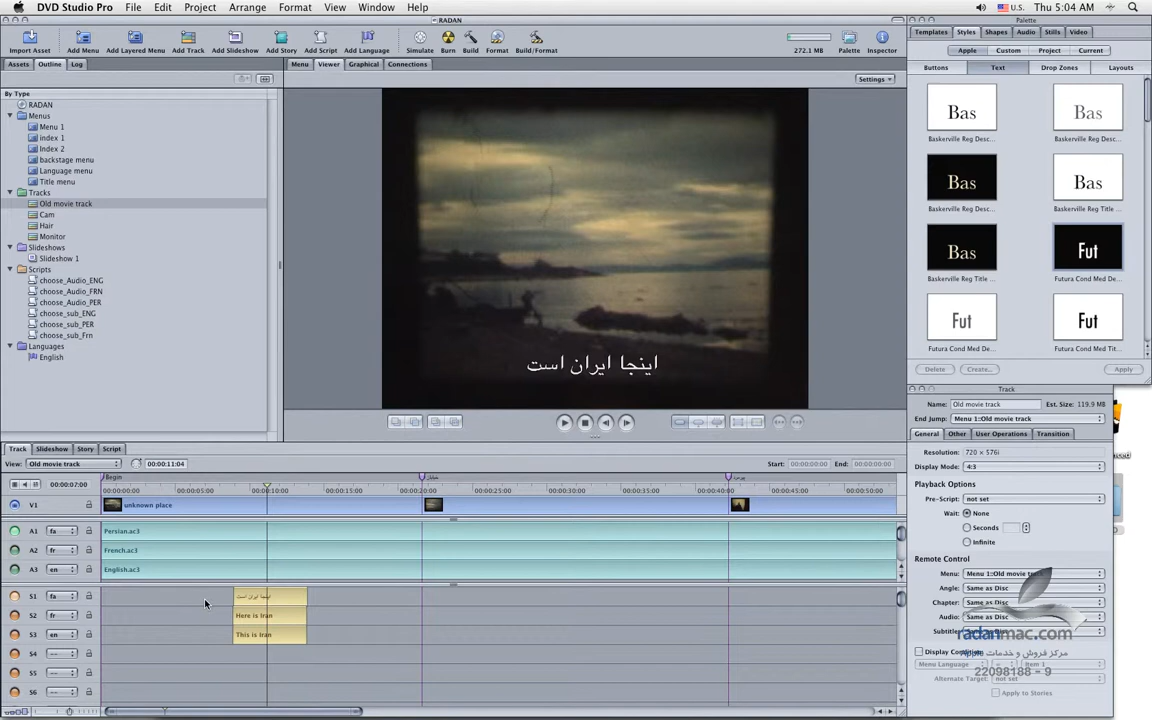 DVD Studio Pro File Edit Project Arrange Format View Window Help U.S. Thu 5:04 AM
RADAN
Palette
Import Asset Add Menu Add Layered Menu Add Track Add Slideshow Add Story Add Script Add Language Simulate Burn Build Format Build/Format 272.1 MB Palette Inspector
Templates Styles Shapes Audio Stills Video
Apple Custom Project Current
Assets Outline Log
Menu Viewer Graphical Connections
Buttons Text Drop Zones Layouts
Settings
By Type
RADAN
Menus
Menu 1
index 1
Index 2
backstage menu
Language menu
Title menu
Tracks
Old movie track
Cam
Hair
Monitor
Slideshows
Slideshow 1
Scripts
choose_Audio_ENG
choose_Audio_FRN
choose_Audio_PER
choose_sub_ENG
choose_sub_PER
choose_sub_Frn
Languages
English
اینجا ایران است
Bas Bas
Baskerville Reg Desc... Baskerville Reg Desc...
Bas Bas
Baskerville Reg Desc... Baskerville Reg Title ...
Bas Fut
Baskerville Reg Title ... Futura Cond Med Desc...
Fut Fut
Futura Cond Med De... Futura Cond Med Tit...
Delete Create... Apply
Track
Name: Old movie track Est. Size: 119.9 MB
End Jump: Menu 1::Old movie track
General Other User Operations Transition
Resolution: 720 × 576i
Display Mode: 4:3
Playback Options
Pre-Script: not set
Wait: None
Seconds
Infinite
Remote Control
Menu: Menu 1::Old movie
Angle: Same as Disc
Chapter: Same as Disc
Audio: Same as Disc
Subtitle: Same as Disc
Display Condition
Menu Language = Item 1
Alternate Target: not set
Apply to Stories
radanmac.com
مرکز فروش و خدمات Apple
22098188 - 9
Track Slideshow Story Script
View: Old movie track 00:00:11:04 Start: 00:00:00:00 End: 00:00:00:00
Begin
00:00:07:00 00:00:00:00 00:00:05:00 00:00:10:00 00:00:15:00 00:00:20:00 00:00:25:00 00:00:30:00 00:00:35:00 00:00:40:00 00:00:45:00 00:00:50:00
V1 unknown place
A1 fa Persian.ac3
A2 fr French.ac3
A3 en English.ac3
S1 fa اینجا ایران است
S2 fr Here is Iran
S3 en This is Iran
S4 --
S5 --
S6 --